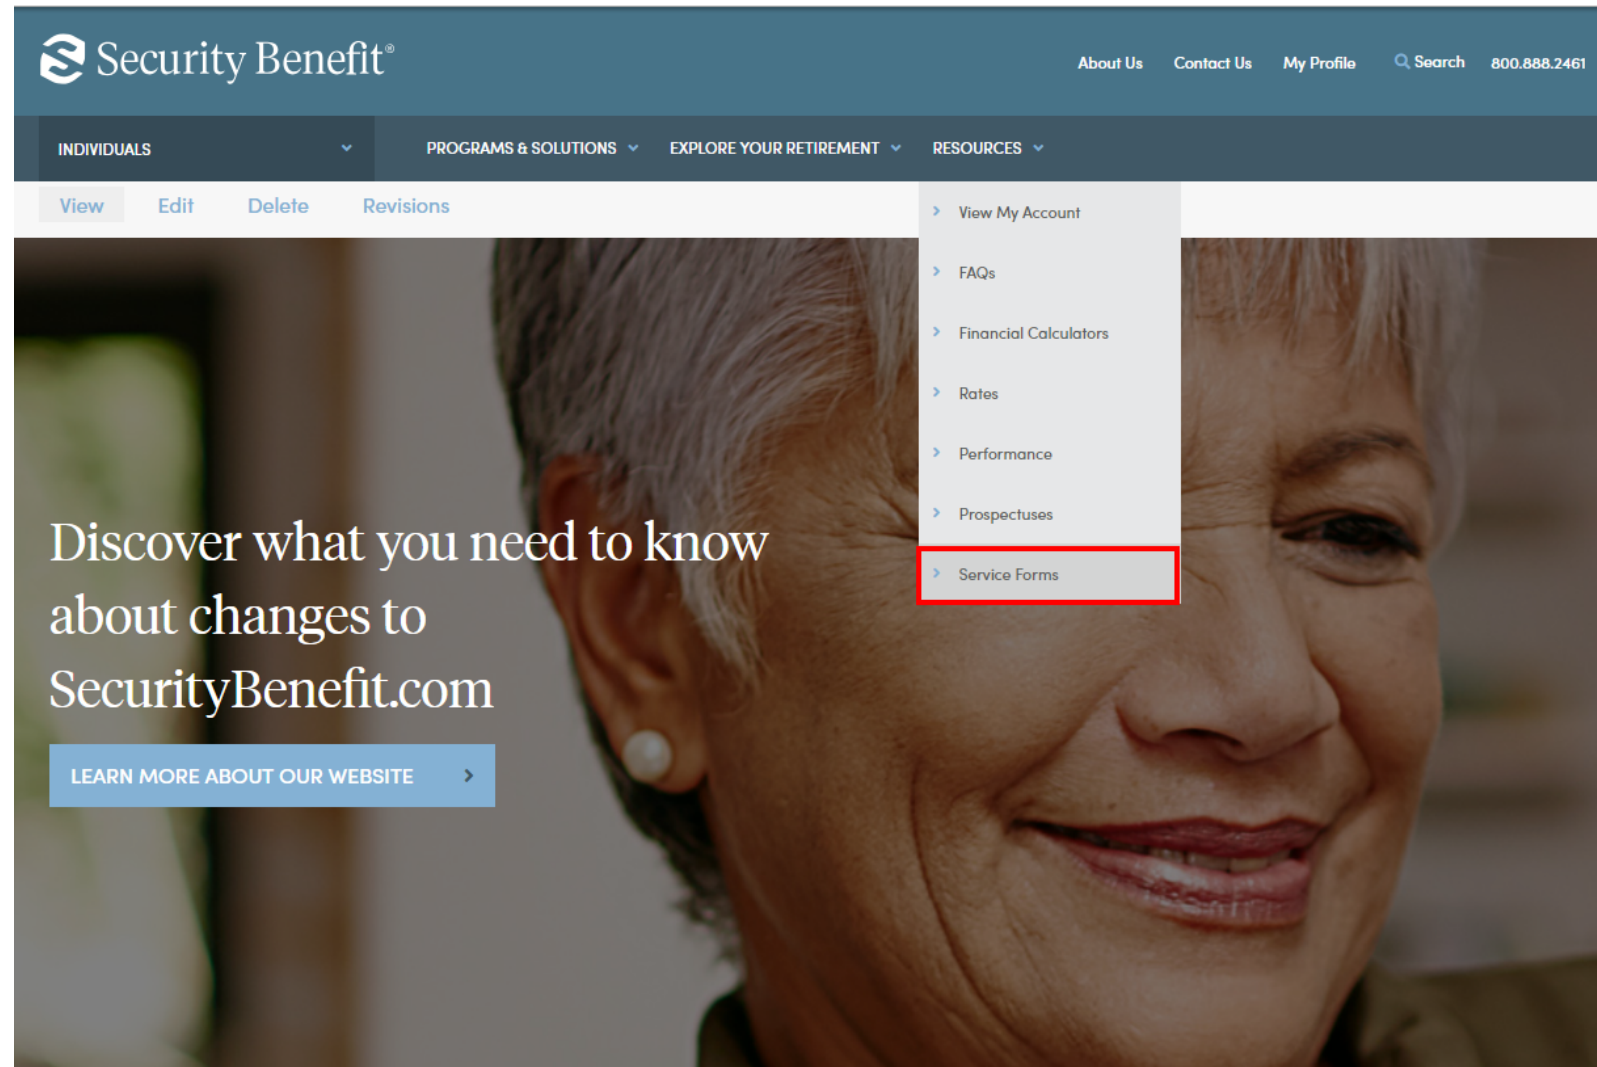 Security Benefit®
About Us Contact Us My Profile Search 800.888.2461
INDIVIDUALS PROGRAMS & SOLUTIONS EXPLORE YOUR RETIREMENT RESOURCES
View Edit Delete Revisions
View My Account
FAQs
Financial Calculators
Rates
Performance
Prospectuses
Service Forms
Discover what you need to know
about changes to
SecurityBenefit.com
LEARN MORE ABOUT OUR WEBSITE